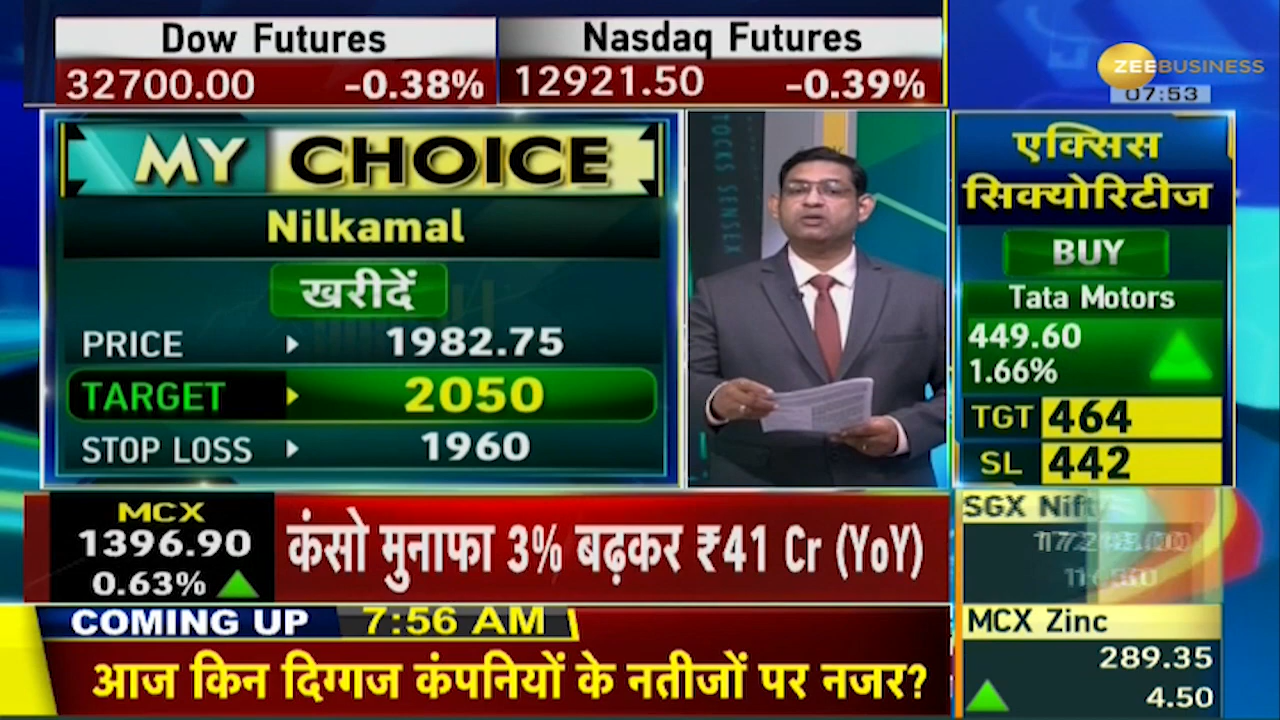 Dow Futures
32700.00 -0.38%
Nasdaq Futures
12921.50 -0.39%
ZEEBUSINESS
07:53
MY CHOICE
Nilkamal
खरीदें
PRICE 1982.75
TARGET 2050
STOP LOSS 1960
STOCKS SENSEX
एक्सिस
सिक्योरिटीज
BUY
Tata Motors
449.60
1.66%
TGT 464
SL 442
MCX
1396.90
0.63%
कंसो मुनाफा 3% बढ़कर ₹41 Cr (YoY)
SGX Nifty
COMING UP 7:56 AM
आज किन दिग्गज कंपनियों के नतीजों पर नजर?
MCX Zinc
289.35
4.50